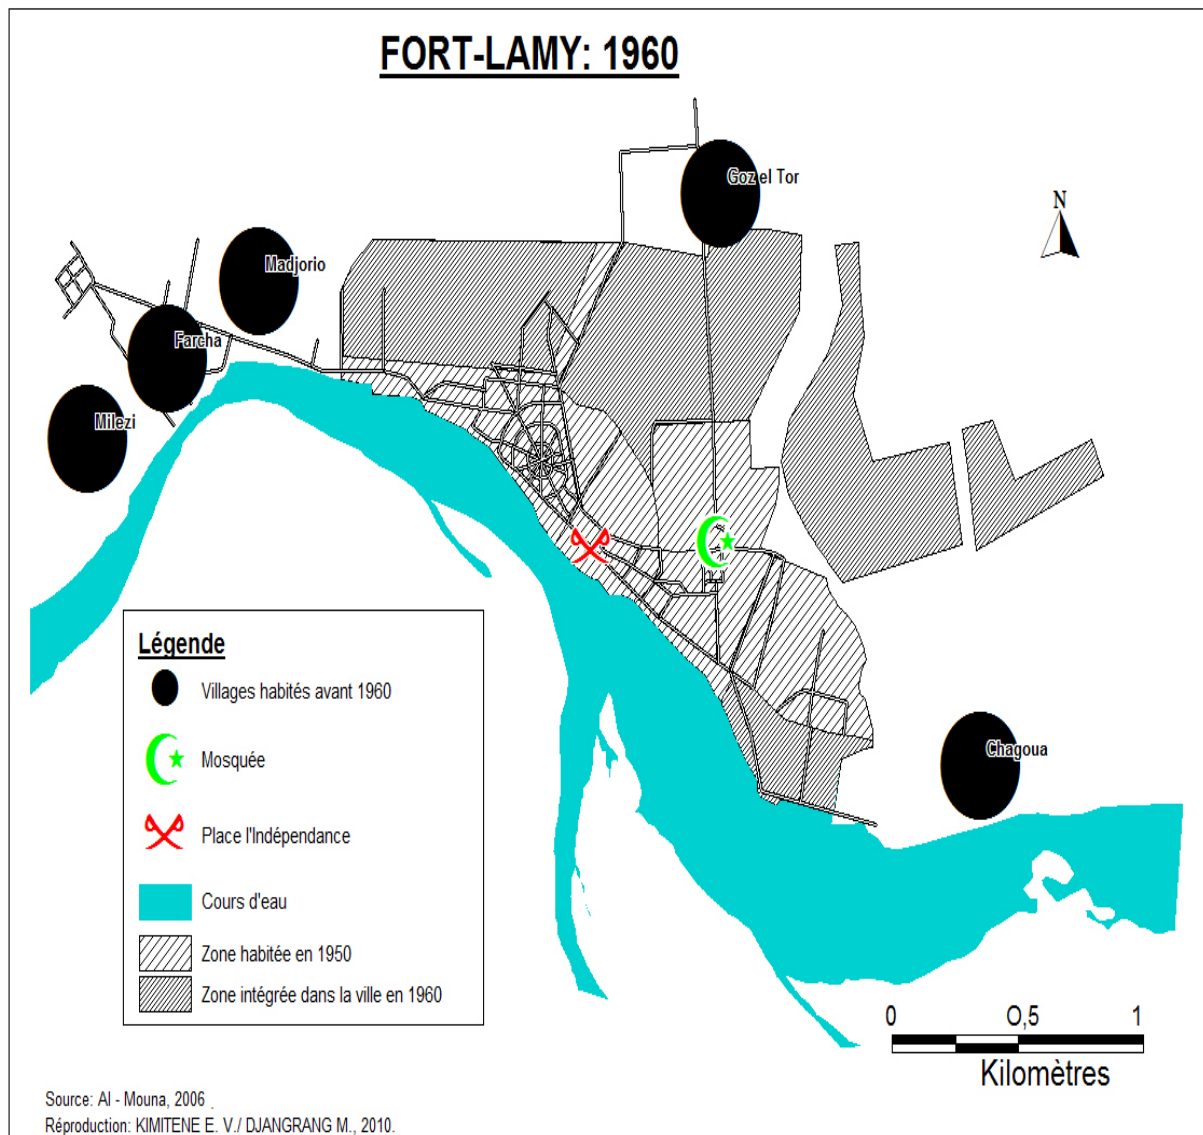 FORT-LAMY: 1960
Goz el Tor
N
Madjorio
Farcha
Milezi
Chagoua
Légende
Villages habités avant 1960
Mosquée
Place l'Indépendance
Cours d'eau
Zone habitée en 1950
Zone intégrée dans la ville en 1960
0 O,5 1
Kilomètres
Source: Al - Mouna, 2006 .
Réproduction: KIMITENE E. V./ DJANGRANG M., 2010.